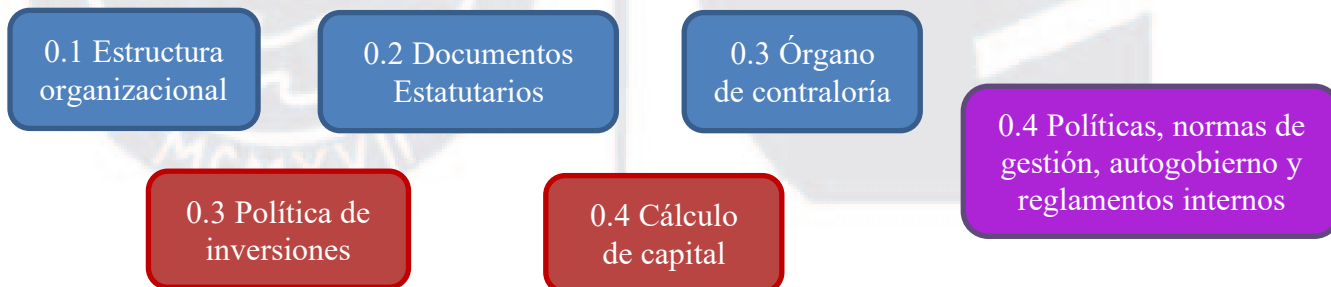 0.1 Estructura
organizacional
0.2 Documentos
Estatutarios
0.3 Órgano
de contraloría
0.4 Políticas, normas de
gestión, autogobierno y
reglamentos internos
0.3 Política de
inversiones
0.4 Cálculo
de capital
MCMXVII